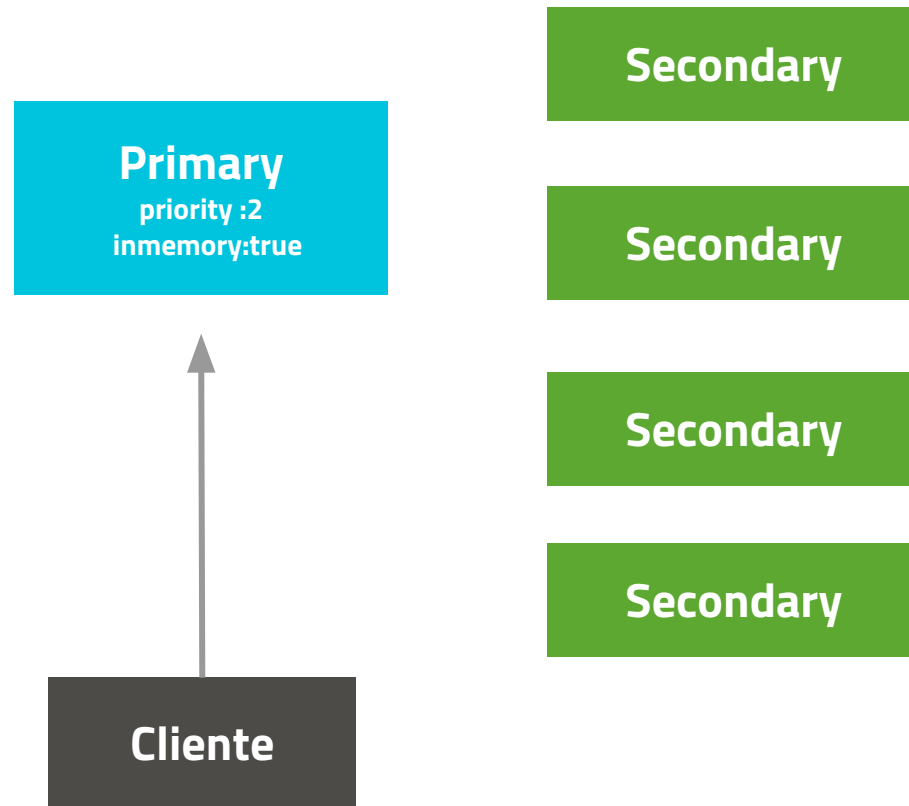 Primary
priority :2
inmemory:true
Secondary
Secondary
Secondary
Secondary
Cliente